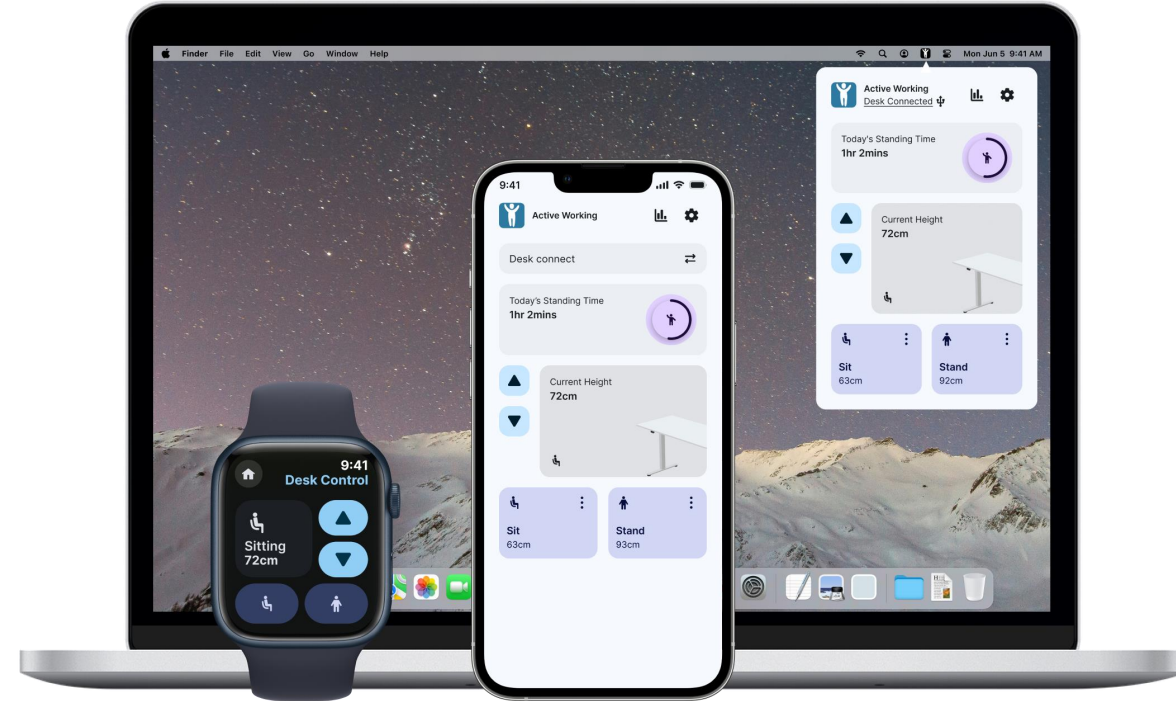 Finder File Edit View Go Window Help
Mon Jun 5 9:41 AM
Active Working
Desk Connected
Today's Standing Time
1hr 2mins
Current Height
72cm
Sit
63cm
Stand
92cm
9:41
Active Working
Desk connect
Today's Standing Time
1hr 2mins
Current Height
72cm
Sit
63cm
Stand
93cm
9:41
Desk Control
Sitting
72cm